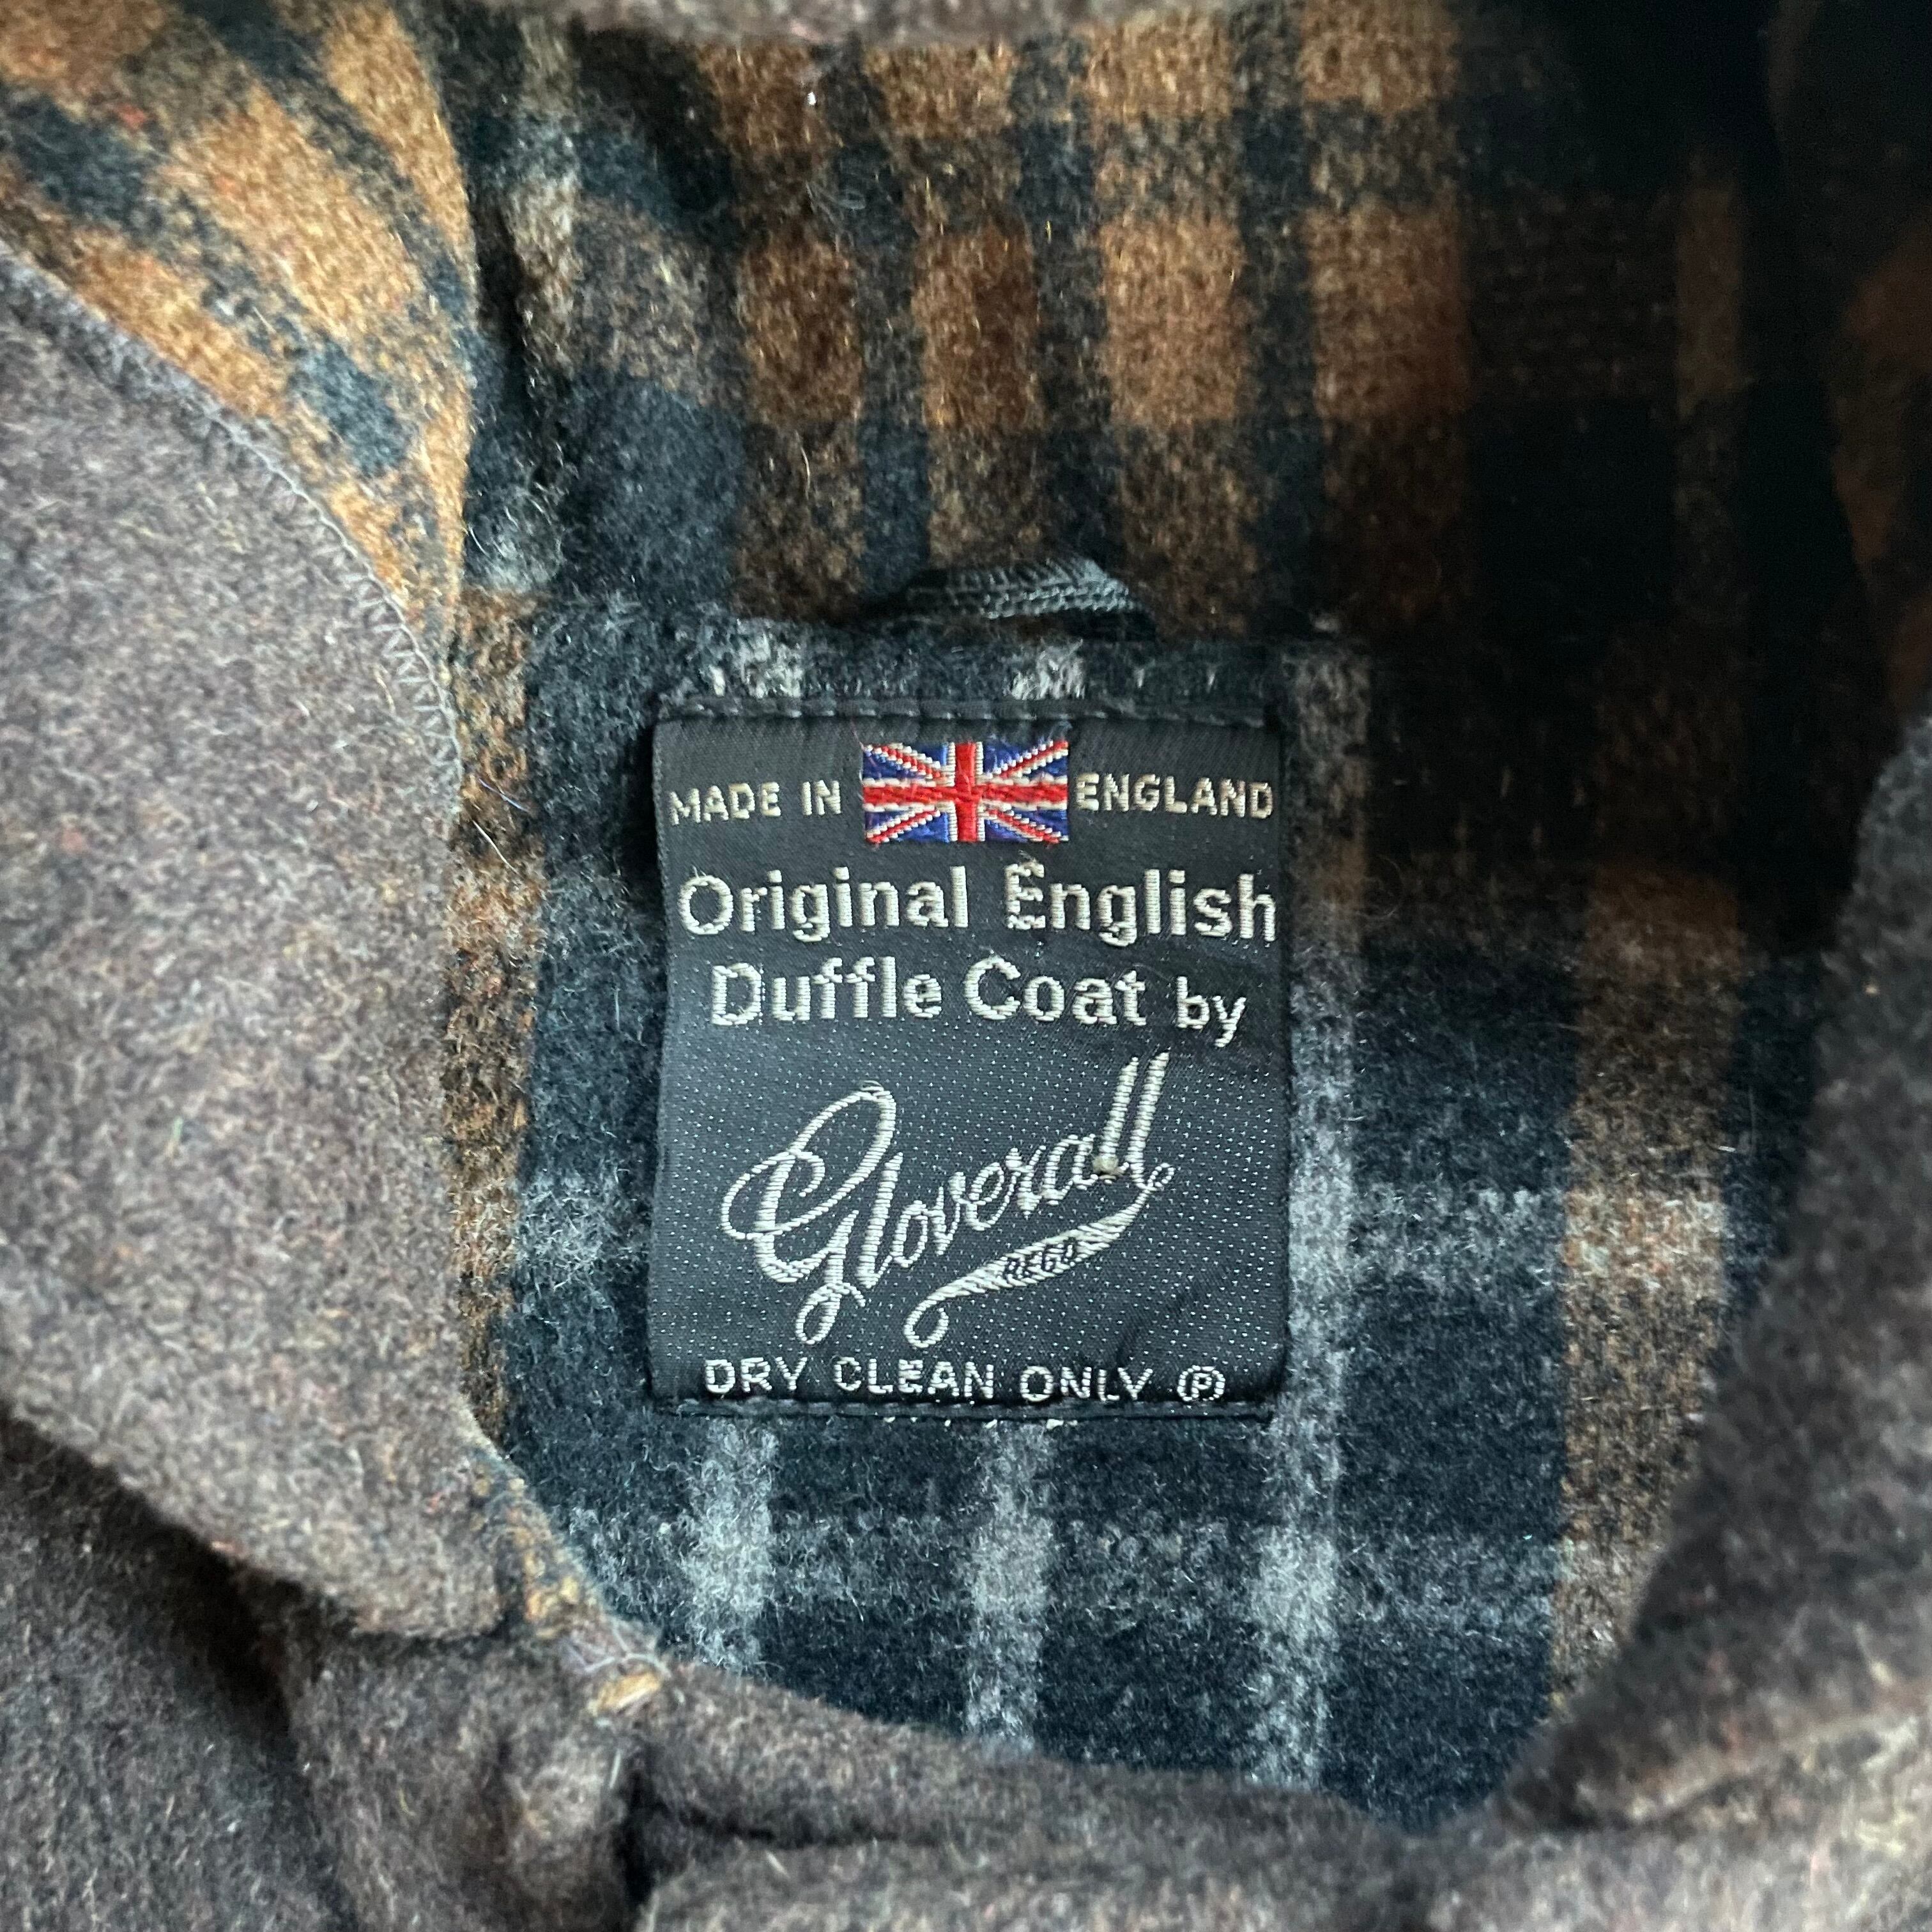 MADE IN ENGLAND
Original English
Duffle Coat by
Gloverall
REGD
DRY CLEAN ONLY Ⓟ